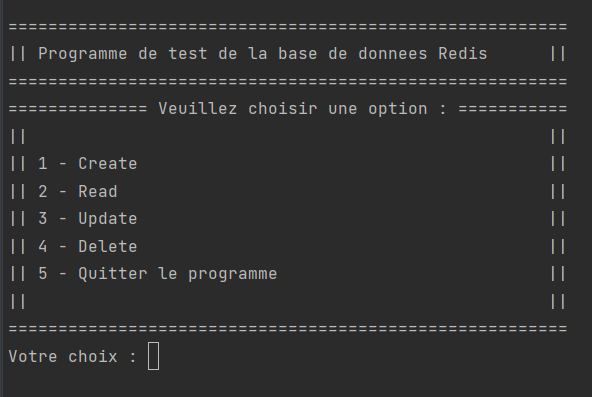 ========================================================
|| Programme de test de la base de donnees Redis      ||
========================================================
============== Veuillez choisir une option : ===========
||                                                    ||
|| 1 - Create                                         ||
|| 2 - Read                                           ||
|| 3 - Update                                         ||
|| 4 - Delete                                         ||
|| 5 - Quitter le programme                           ||
||                                                    ||
========================================================
Votre choix :